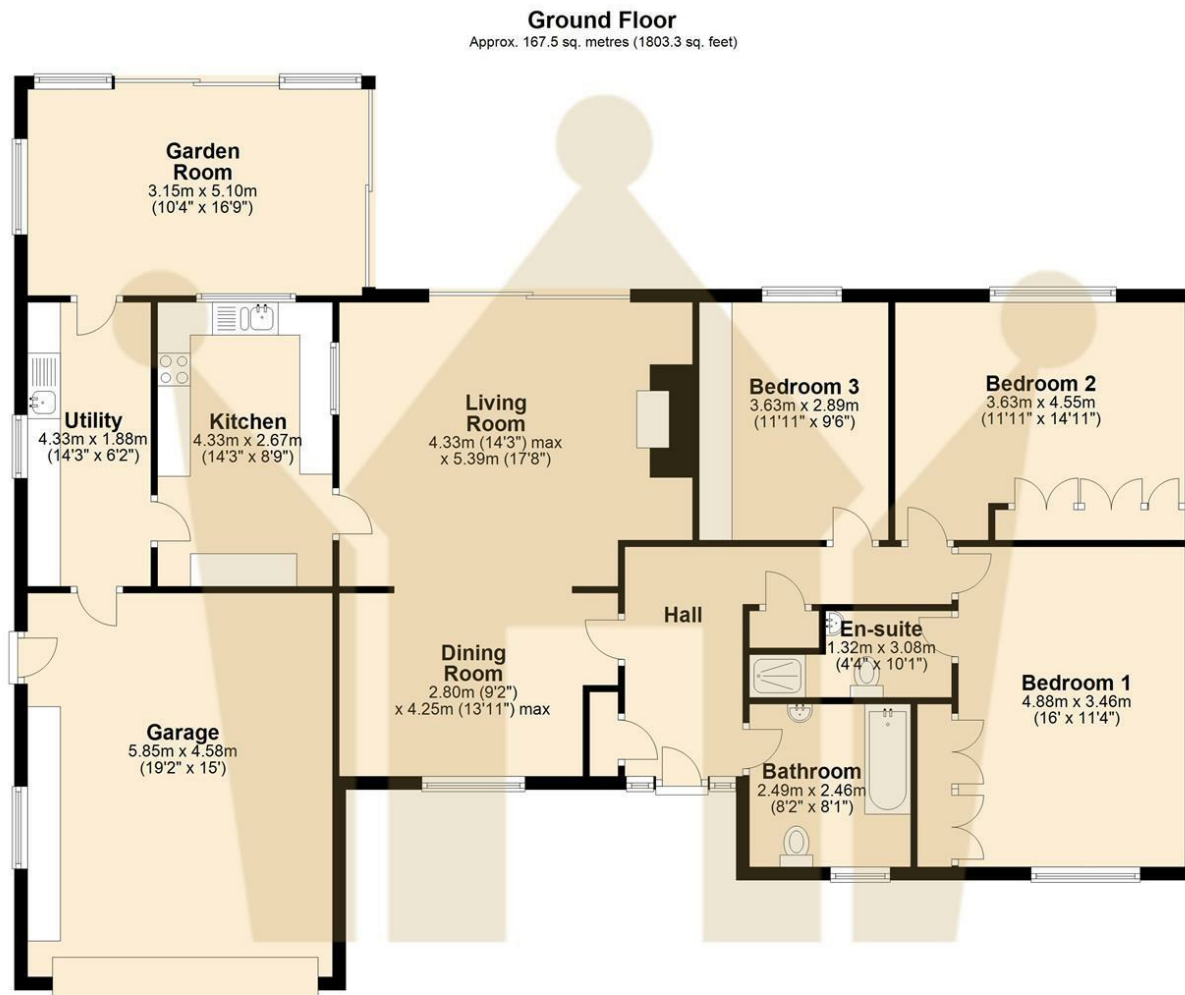 Ground Floor
Approx. 167.5 sq. metres (1803.3 sq. feet)
Garden
Room
3.15m x 5.10m
(10'4" x 16'9")
Utility
4.33m x 1.88m
(14'3" x 6'2")
Kitchen
4.33m x 2.67m
(14'3" x 8'9")
Living
Room
4.33m (14'3") max
x 5.39m (17'8")
Bedroom 3
3.63m x 2.89m
(11'11" x 9'6")
Bedroom 2
3.63m x 4.55m
(11'11" x 14'11")
Hall
En-suite
1.32m x 3.08m
(4'4" x 10'1")
Dining
Room
2.80m (9'2")
x 4.25m (13'11") max
Bedroom 1
4.88m x 3.46m
(16' x 11'4")
Garage
5.85m x 4.58m
(19'2" x 15')
Bathroom
2.49m x 2.46m
(8'2" x 8'1")